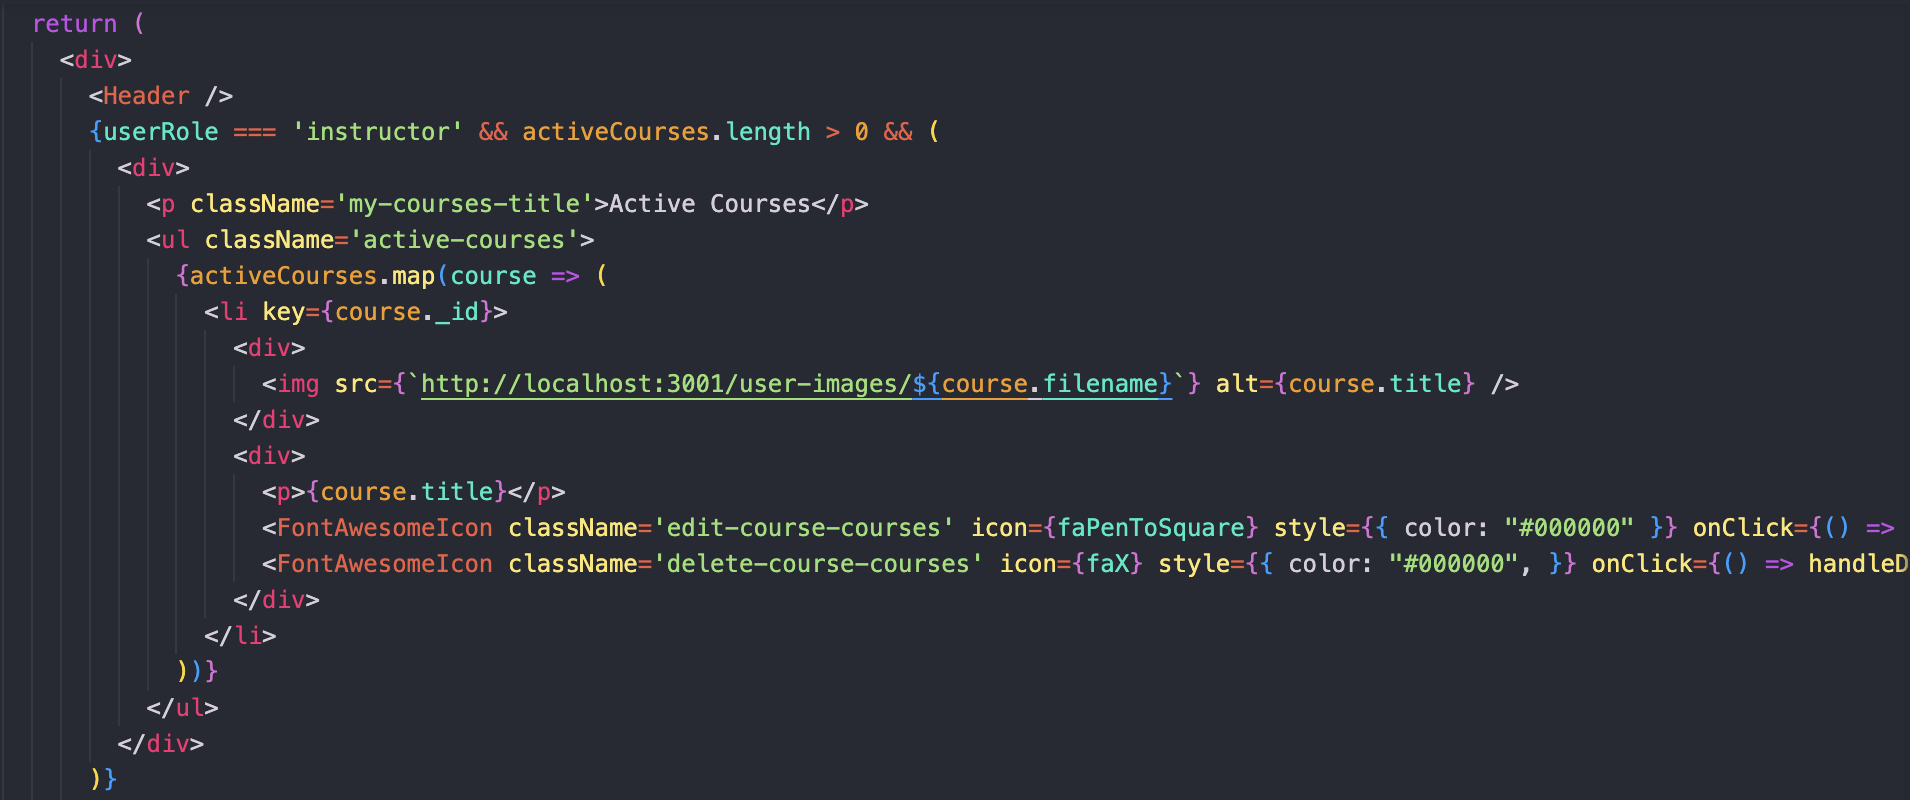 return (
<div>
<Header />
{userRole === 'instructor' && activeCourses.length > 0 && (
<div>
<p className='my-courses-title'>Active Courses</p>
<ul className='active-courses'>
{activeCourses.map(course => (
<li key={course._id}>
<div>
<img src={`http://localhost:3001/user-images/${course.filename}`} alt={course.title} />
</div>
<div>
<p>{course.title}</p>
<FontAwesomeIcon className='edit-course-courses' icon={faPenToSquare} style={{ color: "#000000" }} onClick={() =>
<FontAwesomeIcon className='delete-course-courses' icon={faX} style={{ color: "#000000", }} onClick={() => handleD
</div>
</li>
))}
</ul>
</div>
)}